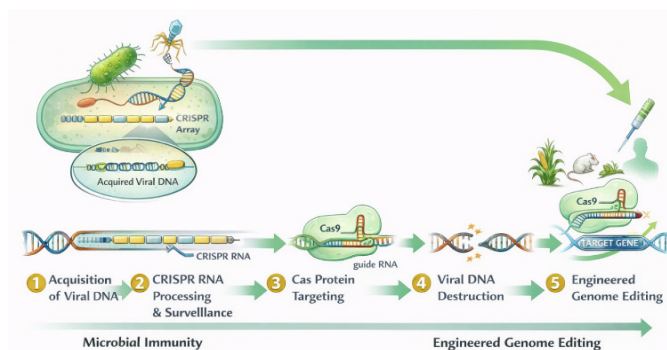 CRISPR
Array
Acquired Viral DNA
Cas9
Cas9
TARGET GENE
CRISPR RNA
guide RNA
1 Acquisition
of Viral DNA
2 CRISPR RNA
Processing
& Survelllance
3 Cas Protein
Targeting
4 Viral DNA
Destruction
5 Engineered
Genome Editing
Microbial Immunity
Engineered Genome Editing